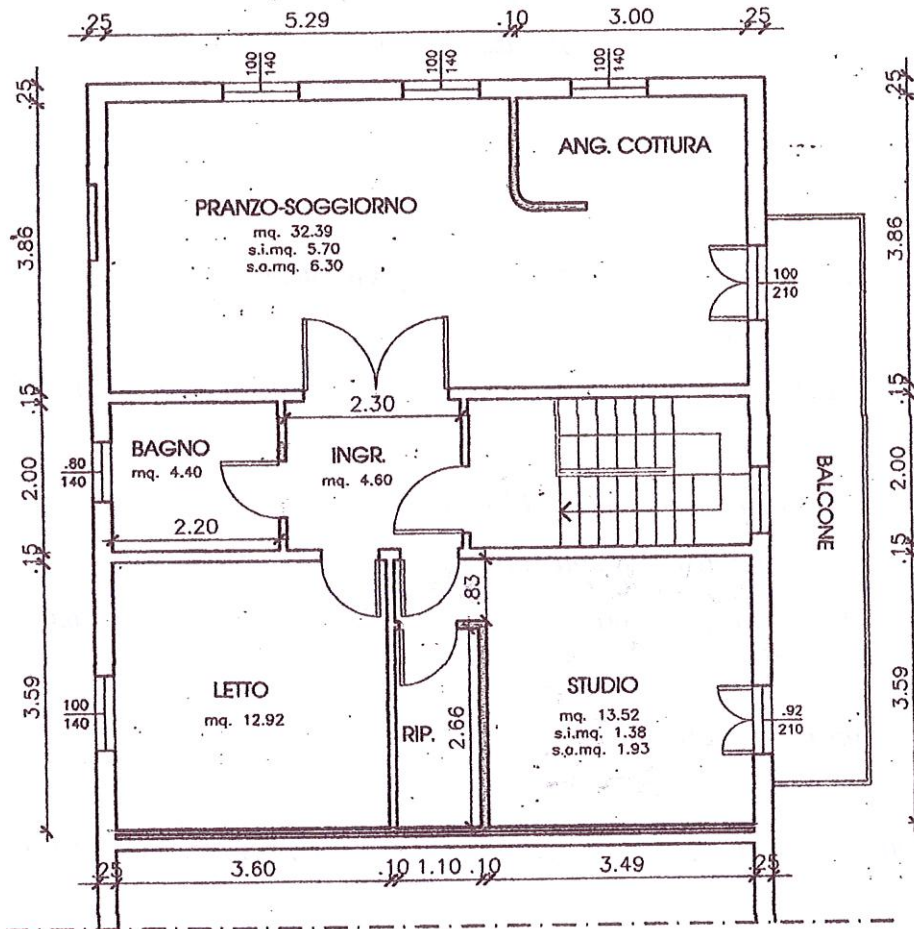 .25 5.29 .10 3.00 .25
100
140
100
140
100
140
.25
.25
ANG. COTTURA
PRANZO-SOGGIORNO
mq. 32.39
s.i.mq. 5.70
s.a.mq. 6.30
3.86
3.86
100
210
.15
.15
2.30
BAGNO
mq. 4.40
INGR.
mq. 4.60
.80
140
2.00
2.00
BALCONE
2.20
.15
.15
.83
LETTO
mq. 12.92
STUDIO
mq. 13.52
s.i.mq. 1.38
s.a.mq. 1.93
RIP.
2.66
3.59
3.59
100
140
.92
210
.25 3.60 .10 1.10 .10 3.49 .25